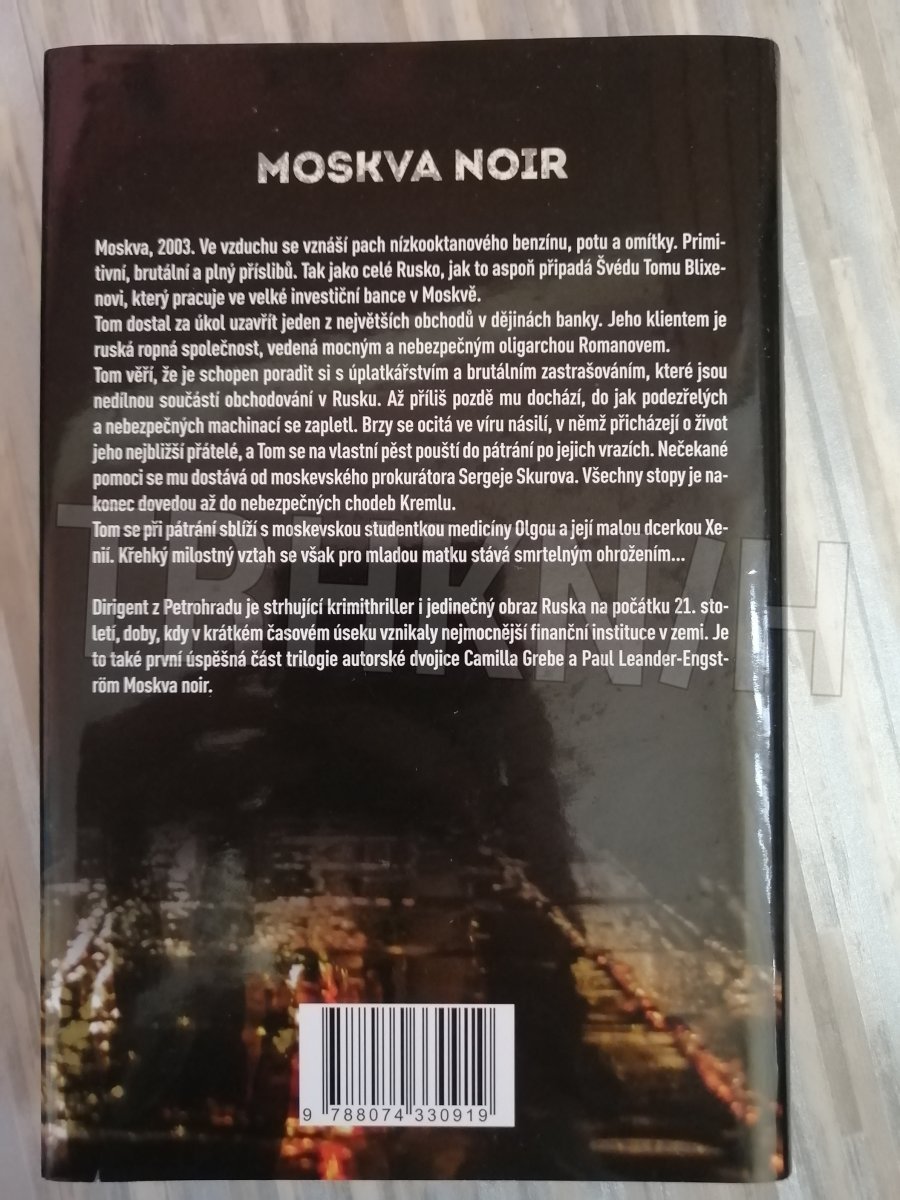 MOSKVA NOIR
Moskva, 2003. Ve vzduchu se vznáší pach nízkooktanového benzínu, potu a omítky. Primi-
tivní, brutální a plný příslibů. Tak jako celé Rusko, jak to aspoň připadá Švédu Tomu Blixe-
novi, který pracuje ve velké investiční bance v Moskvě.
Tom dostal za úkol uzavřít jeden z největších obchodů v dějinách banky. Jeho klientem je
ruská ropná společnost, vedená mocným a nebezpečným oligarchou Romanovem.
Tom věří, že je schopen poradit si s úplatkářstvím a brutálním zastrašováním, které jsou
nedílnou součástí obchodování v Rusku. Až příliš pozdě mu dochází, do jak podezřelých
a nebezpečných machinací se zapletl. Brzy se ocitá ve víru násilí, v němž přicházejí o život
jeho nejbližší přátelé, a Tom se na vlastní pěst pouští do pátrání po jejich vrazích. Nečekané
pomoci se mu dostává od moskevského prokurátora Sergeje Skurova. Všechny stopy je na-
konec dovedou až do nebezpečných chodeb Kremlu.
Tom se při pátrání sblíží s moskevskou studentkou medicíny Olgou a její malou dcerkou Xe-
nií. Křehký milostný vztah se však pro mladou matku stává smrtelným ohrožením...
Dirigent z Petrohradu je strhující krimithriller i jedinečný obraz Ruska na počátku 21. sto-
letí, doby, kdy v krátkém časovém úseku vznikaly nejmocnější finanční instituce v zemi. Je
to také první úspěšná část trilogie autorské dvojice Camilla Grebe a Paul Leander-Engst-
röm Moskva noir.
9 788074 330919